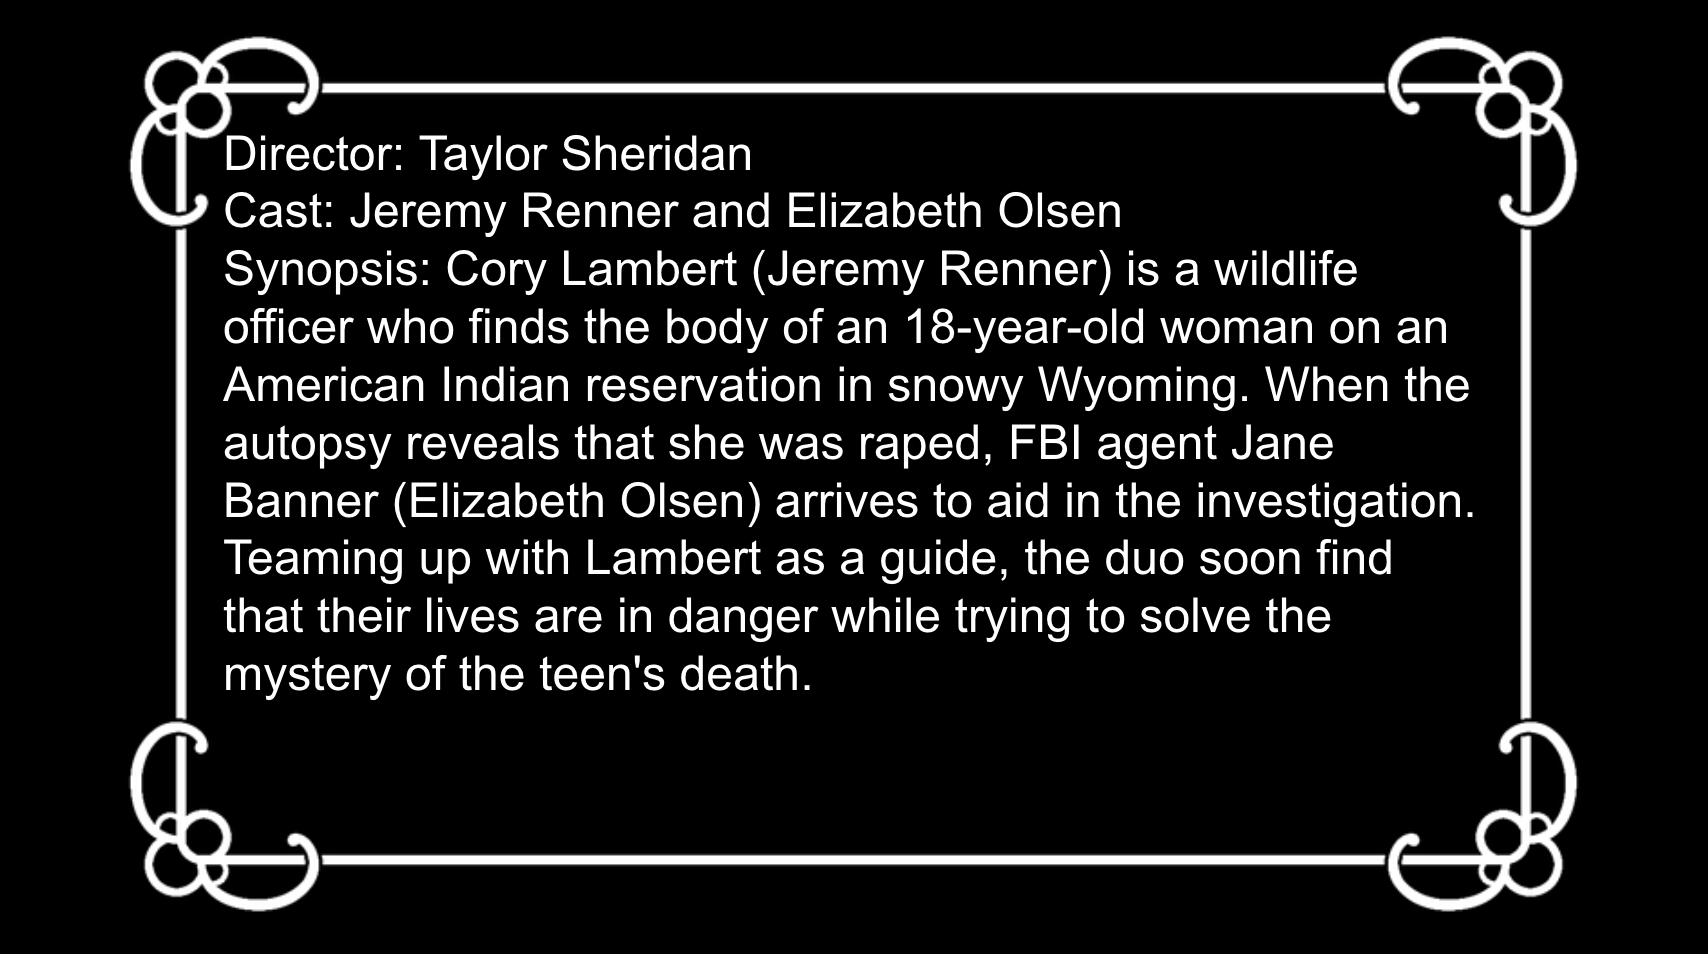 Director: Taylor Sheridan
Cast: Jeremy Renner and Elizabeth Olsen
Synopsis: Cory Lambert (Jeremy Renner) is a wildlife
officer who finds the body of an 18-year-old woman on an
American Indian reservation in snowy Wyoming. When the
autopsy reveals that she was raped, FBI agent Jane
Banner (Elizabeth Olsen) arrives to aid in the investigation.
Teaming up with Lambert as a guide, the duo soon find
that their lives are in danger while trying to solve the
mystery of the teen's death.